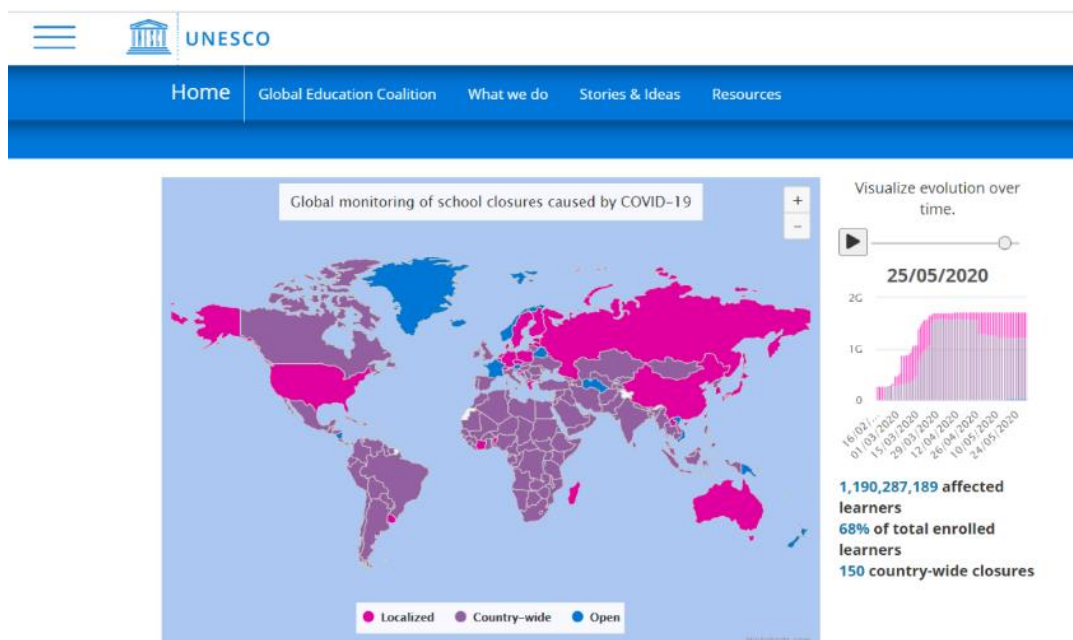 UNESCO
Home
Global Education Coalition
What we do
Stories & Ideas
Resources
Global monitoring of school closures caused by COVID-19
+
−
Visualize evolution over
time.
25/05/2020
2G
1G
0
16/02/...
01/03/2020
15/03/2020
29/03/2020
12/04/2020
26/04/2020
10/05/2020
24/05/2020
1,190,287,189 affected
learners
68% of total enrolled
learners
150 country-wide closures
Localized
Country-wide
Open